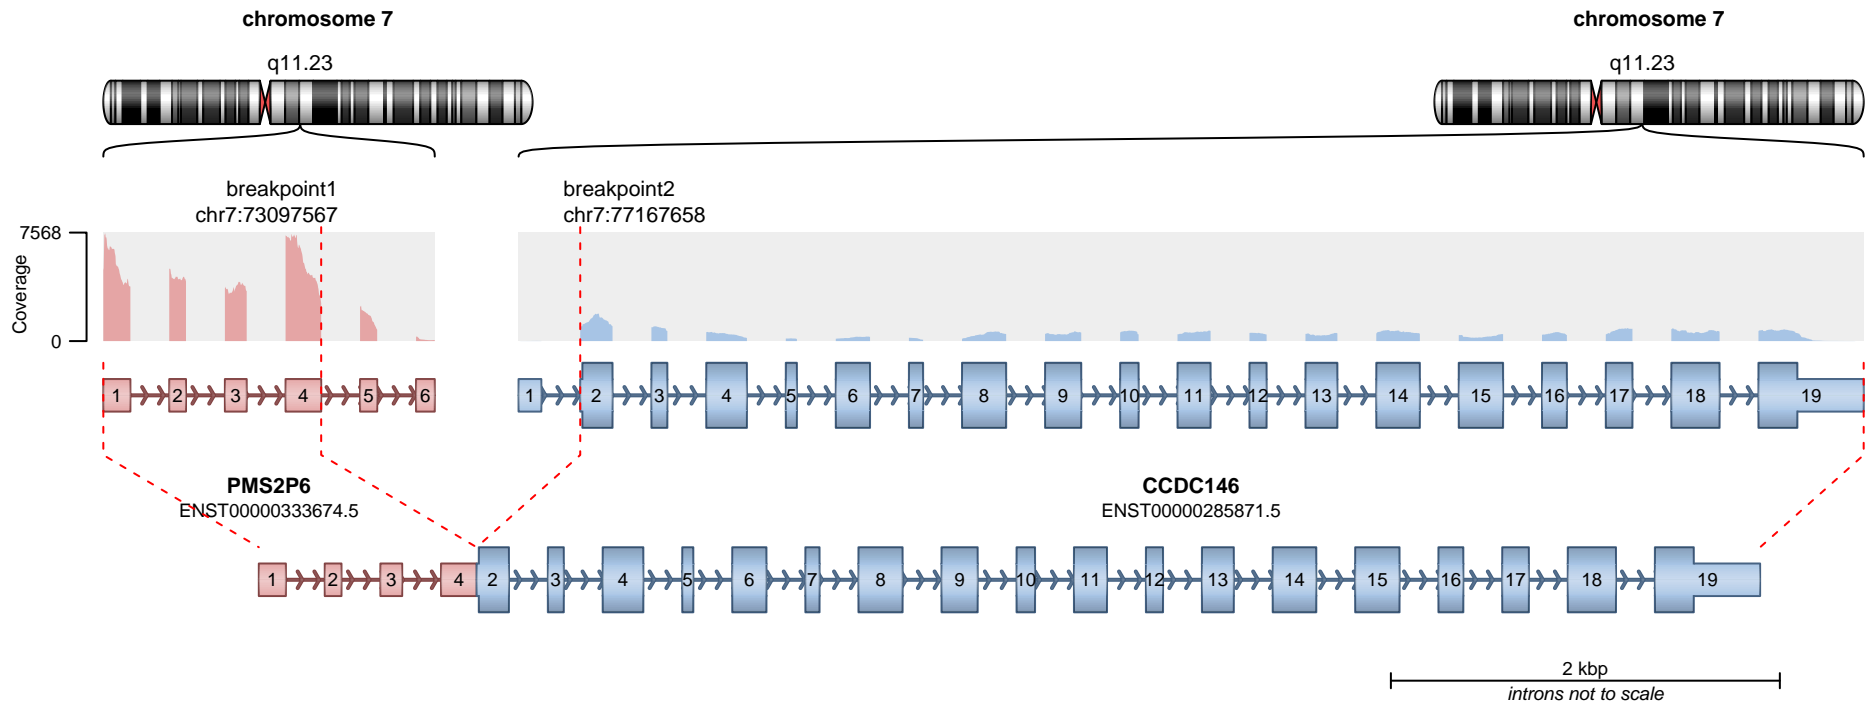 chromosome 7
chromosome 7
q11.23
q11.23
breakpoint1
chr7:73097567
breakpoint2
chr7:77167658
7568
Coverage
0
1 2 3 4 5 6
1 2 3 4 5 6 7 8 9 10 11 12 13 14 15 16 17 18 19
PMS2P6
ENST00000333674.5
CCDC146
ENST00000285871.5
1 2 3 4 2 3 4 5 6 7 8 9 10 11 12 13 14 15 16 17 18 19
2 kbp
introns not to scale